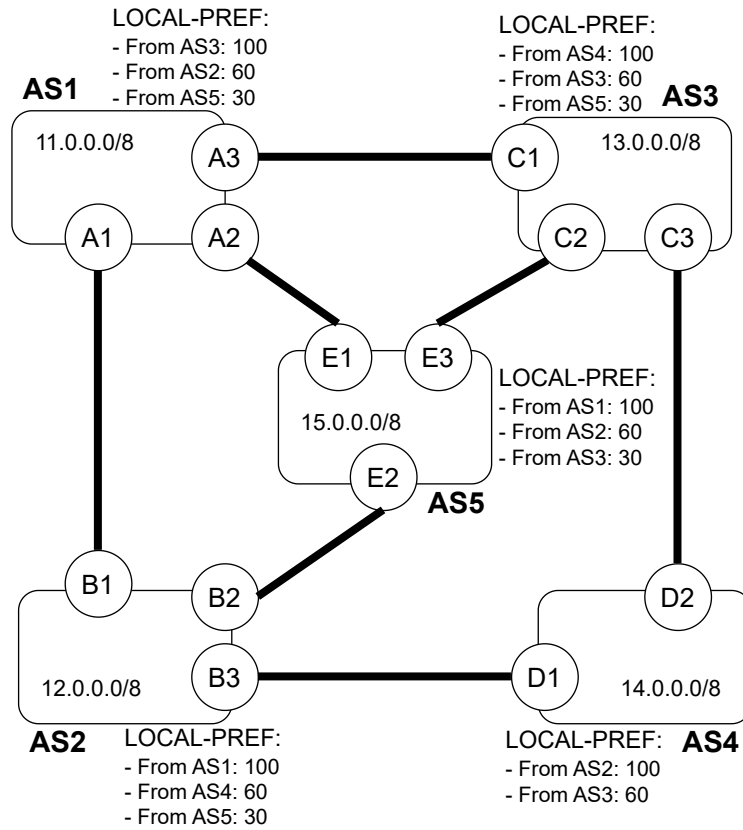 LOCAL-PREF:
- From AS3: 100
- From AS2: 60
- From AS5: 30
LOCAL-PREF:
- From AS4: 100
- From AS3: 60
- From AS5: 30
AS1
AS3
11.0.0.0/8
13.0.0.0/8
A3
C1
A1
A2
C2
C3
E1
E3
LOCAL-PREF:
- From AS1: 100
- From AS2: 60
- From AS3: 30
15.0.0.0/8
E2
AS5
B1
B2
D2
B3
D1
12.0.0.0/8
14.0.0.0/8
AS2
LOCAL-PREF:
- From AS1: 100
- From AS4: 60
- From AS5: 30
LOCAL-PREF:
- From AS2: 100
- From AS3: 60
AS4